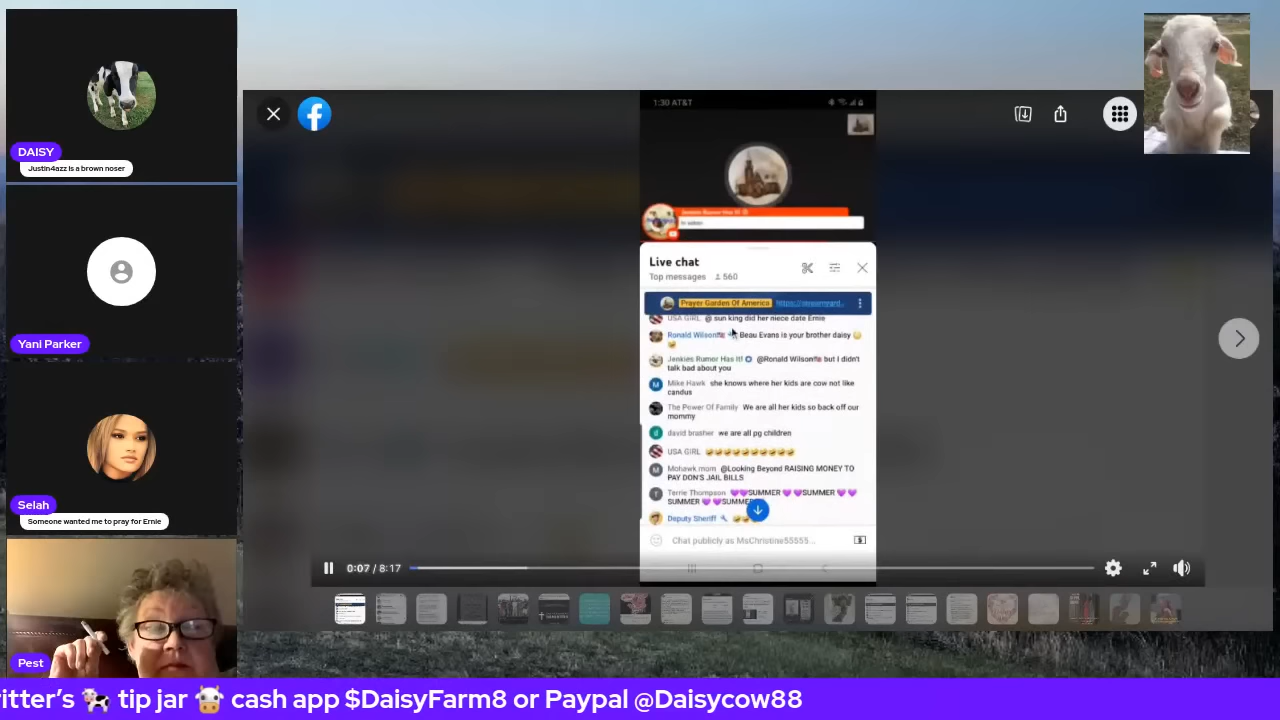 DAISY
Justin4azz is a brown noser
Yani Parker
Selah
Someone wanted me to pray for Ernie
Pest
1:30 AT&T
Jenkies Rumor Has It!
Live chat
Top messages 560
Prayer Garden Of America
USA GIRL @ sun king did her niece date Ernie
Ronald Wilson Beau Evans is your brother daisy 😳
🤣
Jenkies Rumor Has It! @Ronald Wilson but I didn't
talk bad about you
M Mike Hawk she knows where her kids are cow not like
candus
The Power Of Family We are all her kids so back off our
mommy
d david brasher we are all pg children
USA GIRL 🤣🤣🤣🤣🤣🤣🤣🤣🤣🤣
M Mohawk mom @Looking Beyond RAISING MONEY TO
PAY DON'S JAIL BILLS
T Terrie Thompson 💜💜SUMMER 💜 💜SUMMER 💜 💜
SUMMER 💜 💜SUMMER
Deputy Sheriff 🔧 🤣🤣
Chat publicly as MsChristine55555...
0:07 / 8:17
ritter's 🐄 tip jar 🐮 cash app $DaisyFarm8 or Paypal @Daisycow88